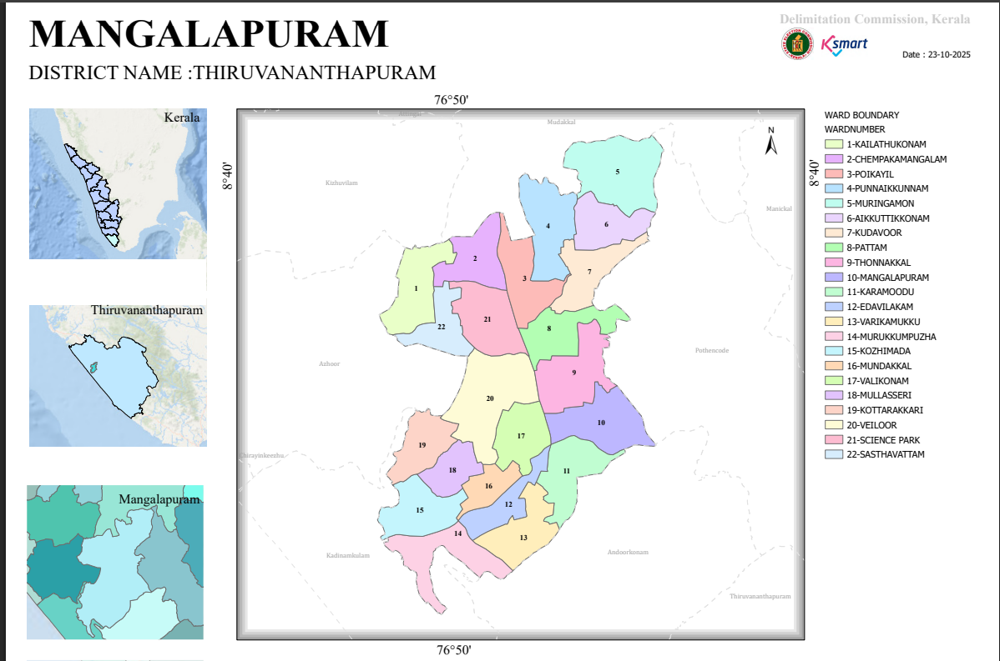 MANGALAPURAM
DISTRICT NAME :THIRUVANANTHAPURAM
Delimitation Commission, Kerala
Ksmart
Date : 23-10-2025
Kerala
Thiruvananthapuram
Mangalapuram
76°50'
8°40'
8°40'
76°50'
N
Mudakkal
Kizhuvilam
Manickal
Azhoor
Pothencode
Chirayinkeezhu
Kadinamkulam
Andoorkonam
Thiruvananthapuram
5
4
6
2
7
3
1
21
22
8
9
20
10
17
19
18
11
16
12
15
14
13
WARD BOUNDARY
WARDNUMBER
1-KAILATHUKONAM
2-CHEMPAKAMANGALAM
3-POIKAYIL
4-PUNNAIKKUNNAM
5-MURINGAMON
6-AIKKUTTIKKONAM
7-KUDAVOOR
8-PATTAM
9-THONNAKKAL
10-MANGALAPURAM
11-KARAMOODU
12-EDAVILAKAM
13-VARIKAMUKKU
14-MURUKKUMPUZHA
15-KOZHIMADA
16-MUNDAKKAL
17-VALIKONAM
18-MULLASSERI
19-KOTTARAKKARI
20-VEILOOR
21-SCIENCE PARK
22-SASTHAVATTAM